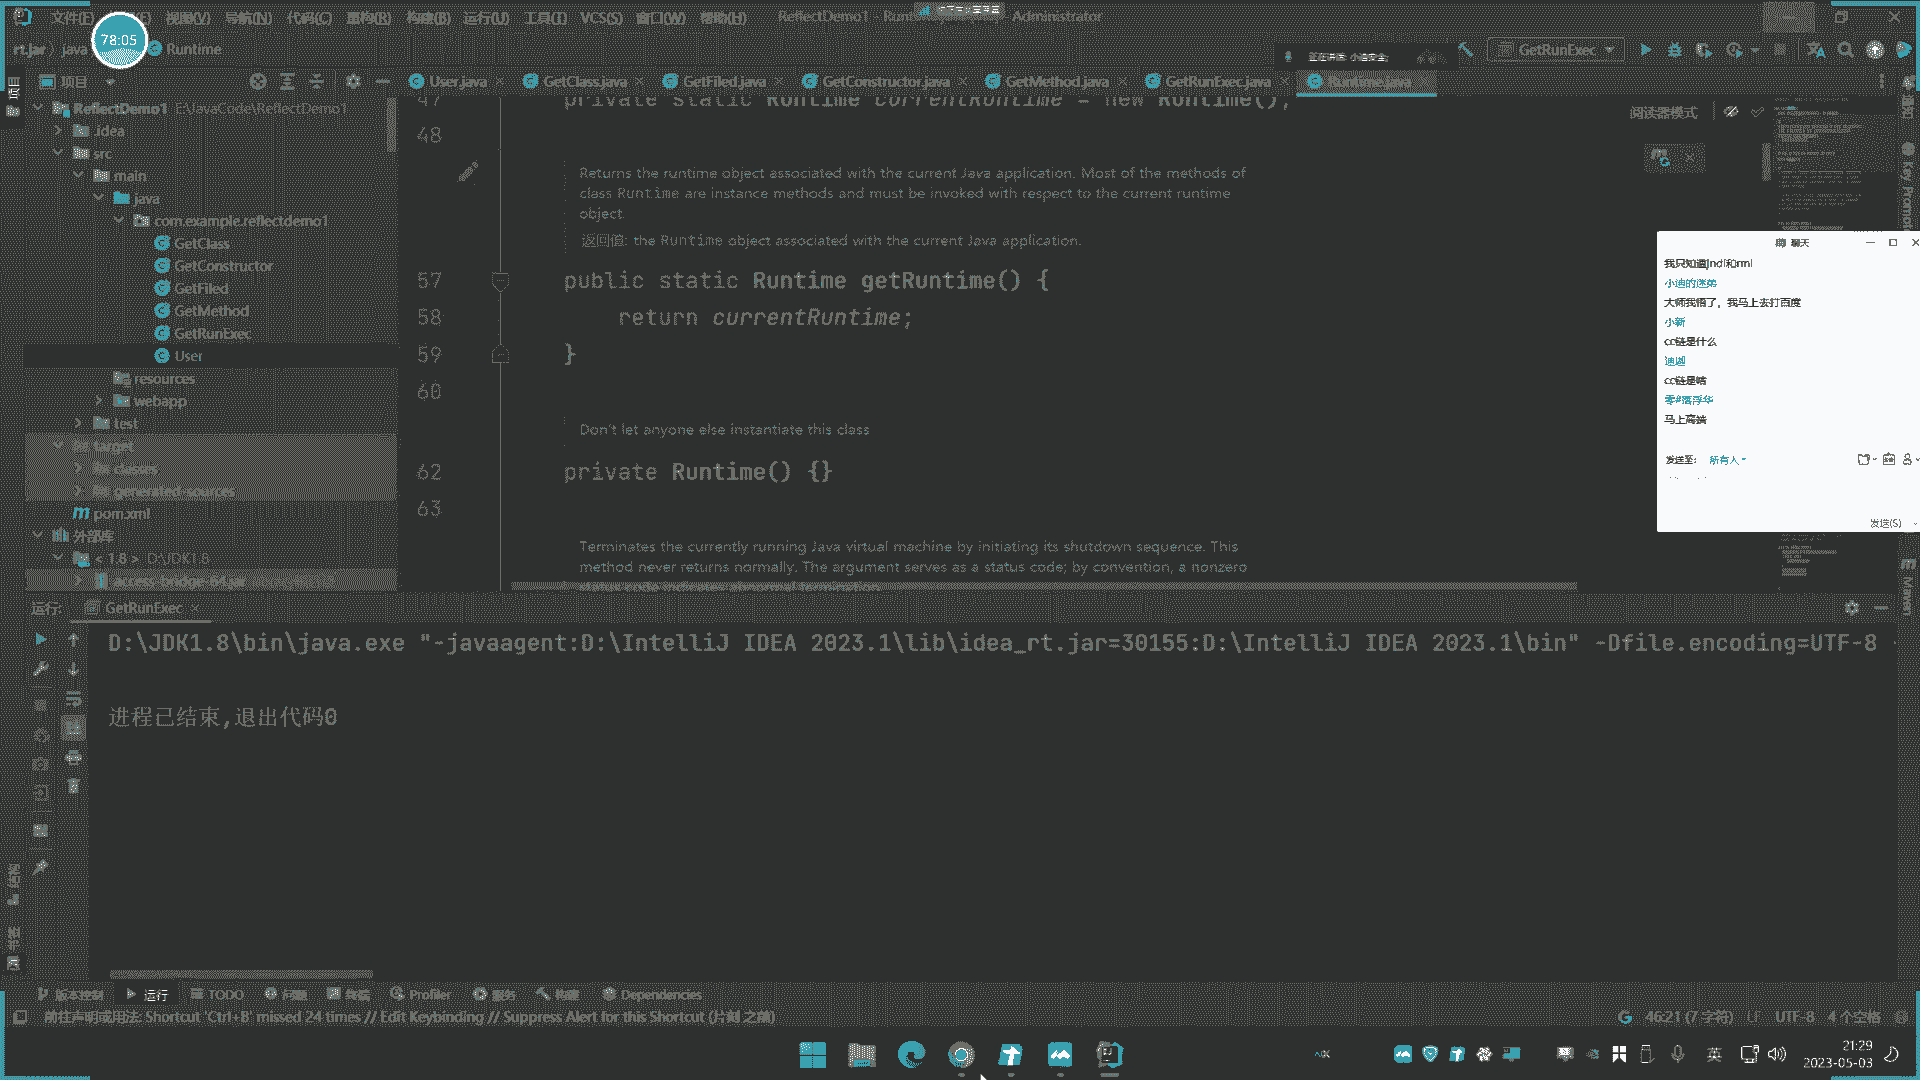 文件(F) 视图(V) 导航(N) 代码(C) 重构(R) 构建(B) 运行(U) 工具(T) VCS(S) 窗口(W) 帮助(H) Administrator
78:05
rt.jar java Runtime
GetRunExec
项目
User.java GetClass.java GetFiled.java GetConstructor.java GetMethod.java GetRunExec.java Runtime.java
ReflectDemo1 E:\JavaCode\ReflectDemo1
.idea
src
main
java
com.example.reflectdemo1
GetClass
GetConstructor
GetFiled
GetMethod
GetRunExec
User
resources
webapp
test
target
classes
generated-sources
pom.xml
外部库
< 1.8 > D:\JDK1.8
access-bridge-64.jar
47 private static Runtime currentRuntime = new Runtime();
阅读器模式
48
Returns the runtime object associated with the current Java application. Most of the methods of
class Runtime are instance methods and must be invoked with respect to the current runtime
object.
返回值: the Runtime object associated with the current Java application.
57 public static Runtime getRuntime() {
58 return currentRuntime;
59 }
60
Don't let anyone else instantiate this class
62 private Runtime() {}
63
Terminates the currently running Java virtual machine by initiating its shutdown sequence. This
method never returns normally. The argument serves as a status code; by convention, a nonzero
status code indicates abnormal termination.
Key Promoter
Maven
聊天
我只知道jndi和rmi
小迪的迷弟
大师我悟了，我马上去打百度
小新
cc链是什么
迪迦
cc链是啥
马上高端
发送至: 所有人
发送(S)
运行: GetRunExec
D:\JDK1.8\bin\java.exe "-javaagent:D:\IntelliJ IDEA 2023.1\lib\idea_rt.jar=30155:D:\IntelliJ IDEA 2023.1\bin" -Dfile.encoding=UTF-8
进程已结束,退出代码0
版本控制 运行 TODO 问题 终端 Profiler 服务 构建 Dependencies
前往声明或用法: Shortcut 'Ctrl+B' missed 24 times // Edit Keybinding // Suppress Alert for this Shortcut (片刻 之前)
46:21 (7 字符) LF UTF-8 4 个空格
英
21:29
2023-05-03